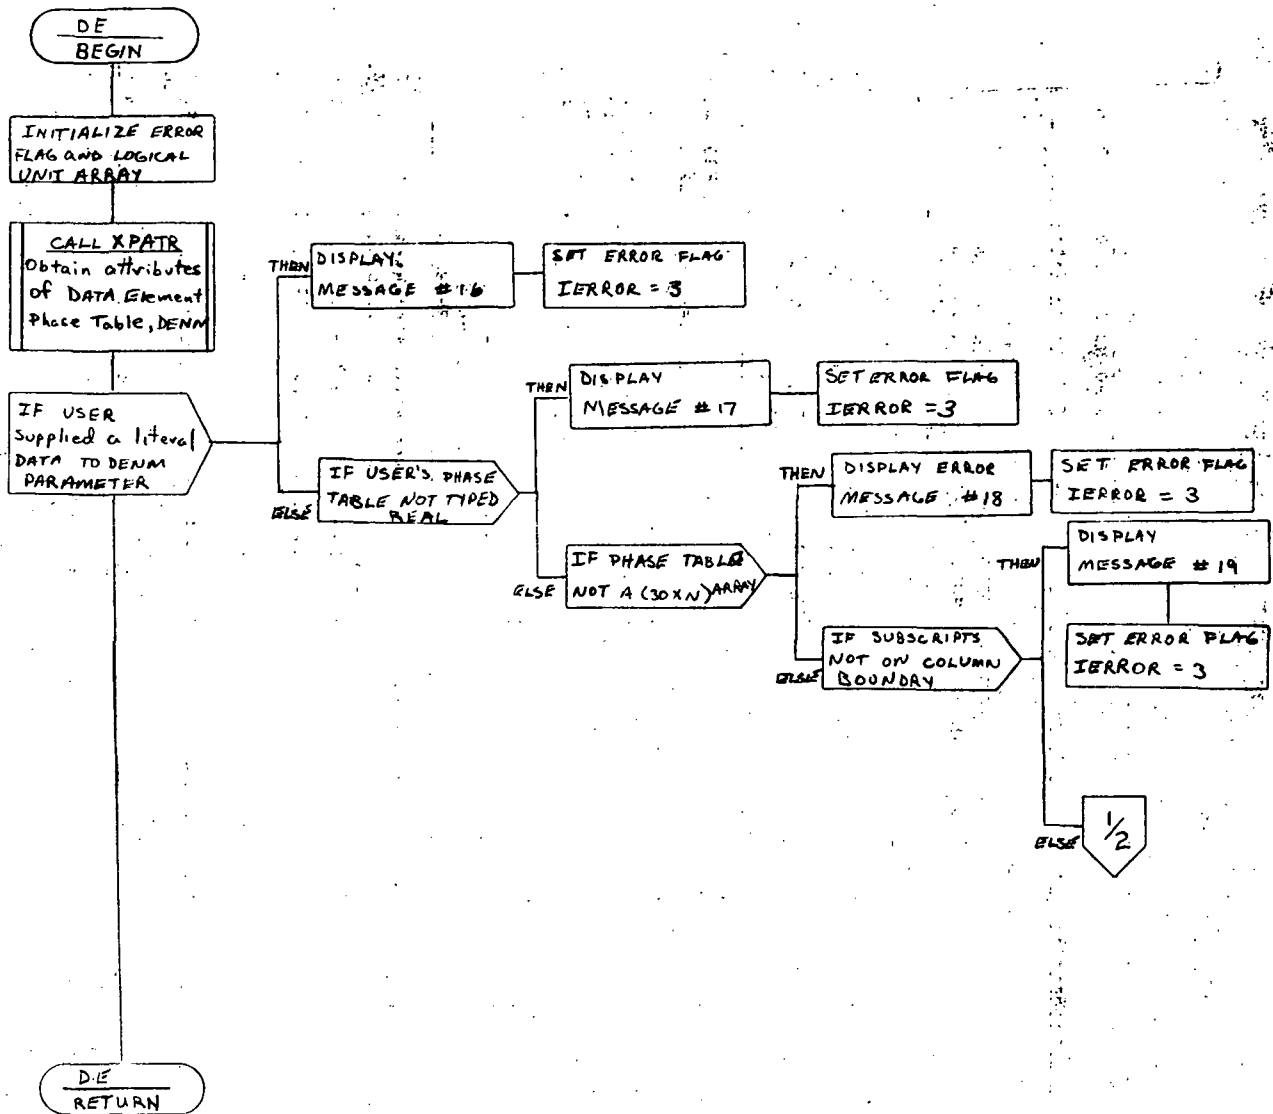 DE
BEGIN
INITIALIZE ERROR
FLAG AND LOGICAL
UNIT ARRAY
CALL XPATR
Obtain attributes
of DATA Element
Phase Table, DENM
IF USER
Supplied a literal
DATA TO DENM
PARAMETER
THEN
DISPLAY:
MESSAGE #16
SET ERROR FLAG
IERROR = 3
ELSE
IF USER'S PHASE
TABLE NOT TYPED
REAL
THEN
DISPLAY
MESSAGE #17
SET ERROR FLAG
IERROR = 3
ELSE
IF PHASE TABLE
NOT A (30XN) ARRAY
THEN
DISPLAY ERROR
MESSAGE #18
SET ERROR FLAG
IERROR = 3
ELSE
IF SUBSCRIPTS
NOT ON COLUMN
BOUNDRY
THEN
DISPLAY
MESSAGE #19
SET ERROR FLAG
IERROR = 3
ELSE
1/2
DE
RETURN